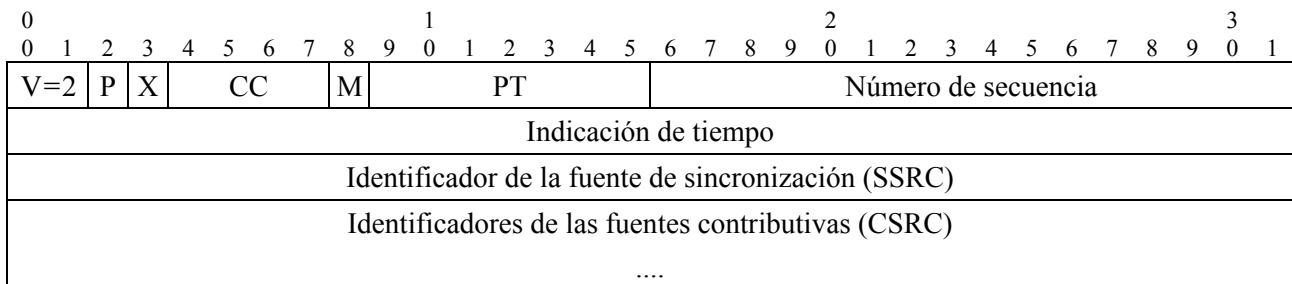 0 1 2 3
0 1 2 3 4 5 6 7 8 9 0 1 2 3 4 5 6 7 8 9 0 1 2 3 4 5 6 7 8 9 0 1
V=2 P X CC M PT Número de secuencia
Indicación de tiempo
Identificador de la fuente de sincronización (SSRC)
Identificadores de las fuentes contributivas (CSRC)
....